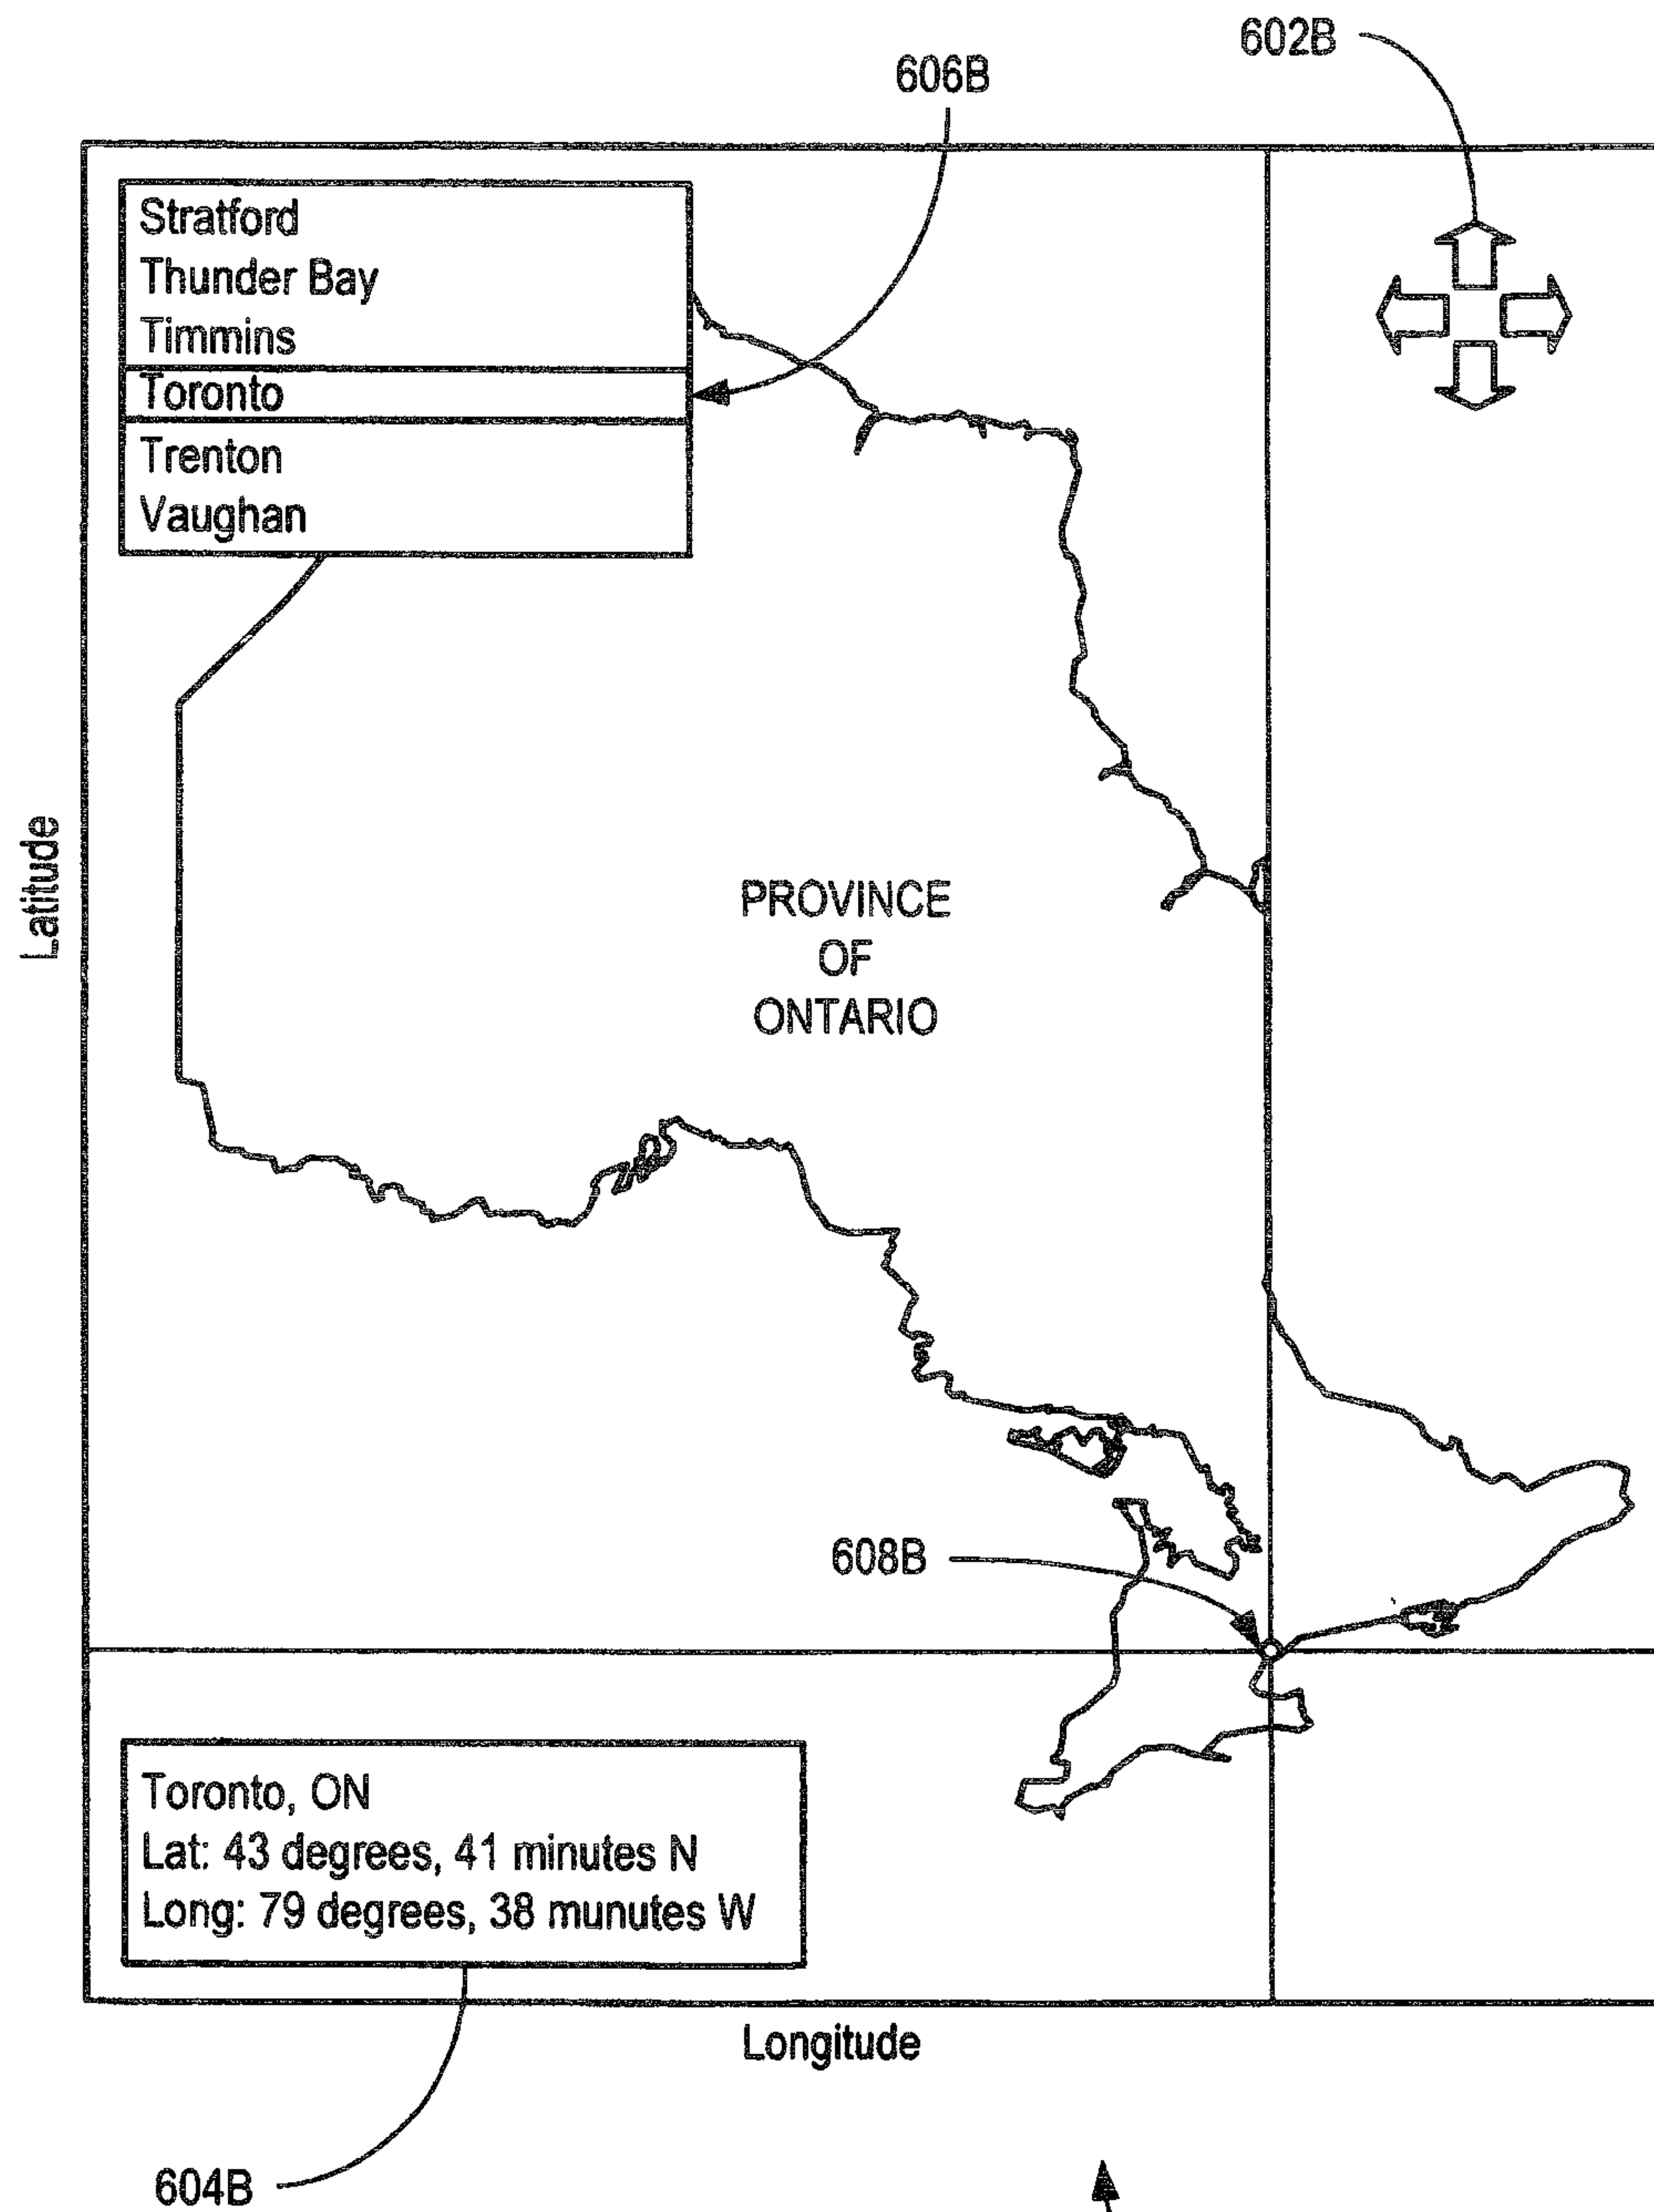 602B
606B
Stratford
Thunder Bay
Timmins
Toronto
Trenton
Vaughan
Latitude
PROVINCE
OF
ONTARIO
608B
Toronto, ON
Lat: 43 degrees, 41 minutes N
Long: 79 degrees, 38 munutes W
Longitude
604B